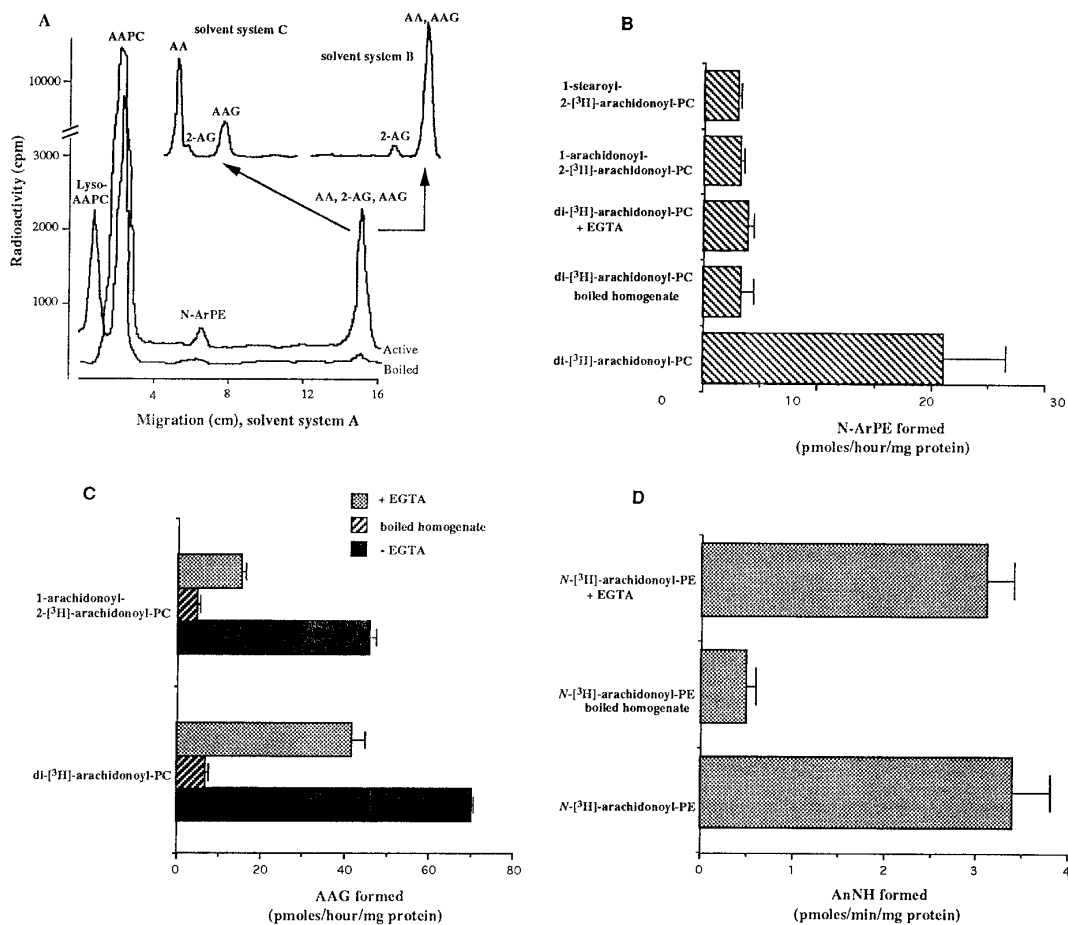 A
AAPC
AA, AAG
AA
solvent system C
solvent system B
10000
AAG
2-AG
2-AG
3000
Lyso-
AAPC
AA, 2-AG, AAG
2000
N-ArPE
1000
Active
Boiled
4
8
12
16
Radioactivity (cpm)
Migration (cm), solvent system A
B
1-stearoyl-
2-[³H]-arachidonoyl-PC
1-arachidonoyl-
2-[³H]-arachidonoyl-PC
di-[³H]-arachidonoyl-PC
+ EGTA
di-[³H]-arachidonoyl-PC
boiled homogenate
di-[³H]-arachidonoyl-PC
0
10
20
30
N-ArPE formed
(pmoles/hour/mg protein)
C
+ EGTA
boiled homogenate
- EGTA
1-arachidonoyl-
2-[³H]-arachidonoyl-PC
di-[³H]-arachidonoyl-PC
0
20
40
60
80
AAG formed
(pmoles/hour/mg protein)
D
N-[³H]-arachidonoyl-PE
+ EGTA
N-[³H]-arachidonoyl-PE
boiled homogenate
N-[³H]-arachidonoyl-PE
0
1
2
3
4
AnNH formed
(pmoles/min/mg protein)